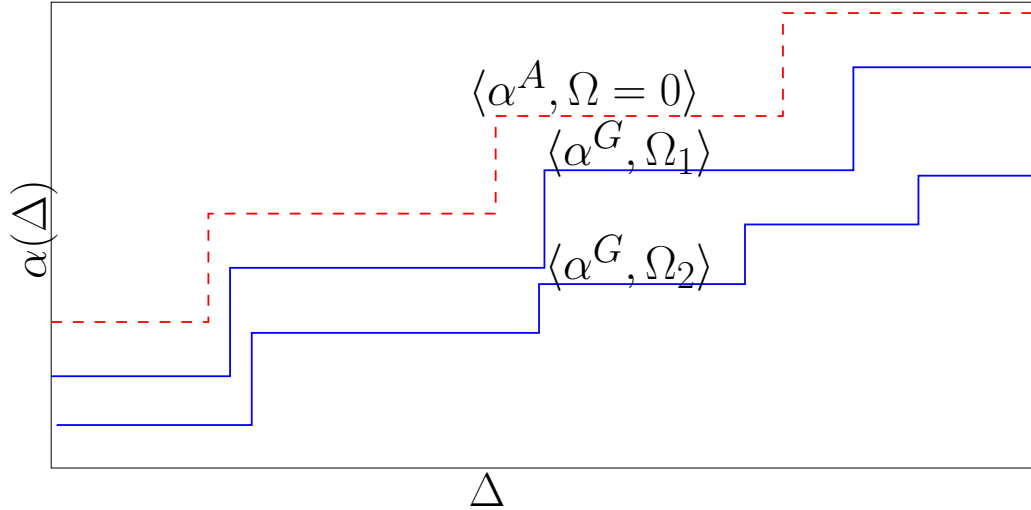 ⟨α^A, Ω = 0⟩
⟨α^G, Ω_1⟩
α(Δ)
⟨α^G, Ω_2⟩
Δ